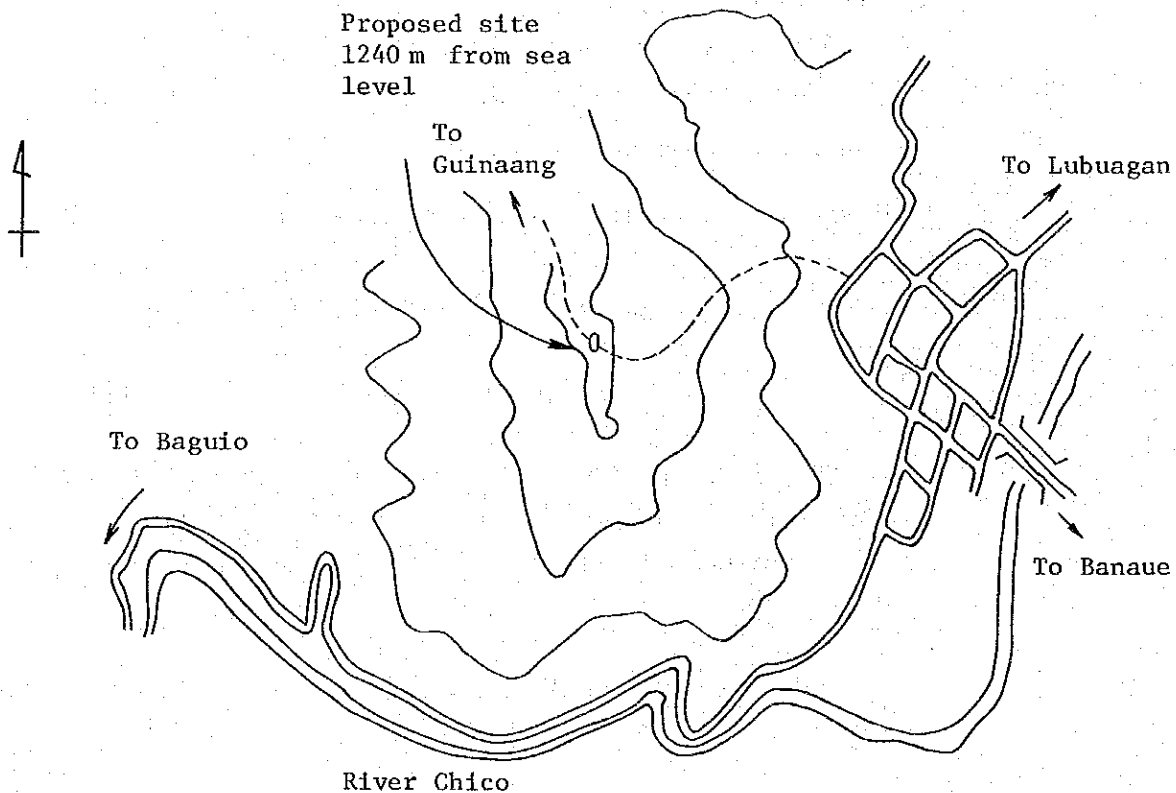 Proposed site
1240 m from sea
level
To
Guinaang
To Lubuagan
To Baguio
To Banaue
River Chico